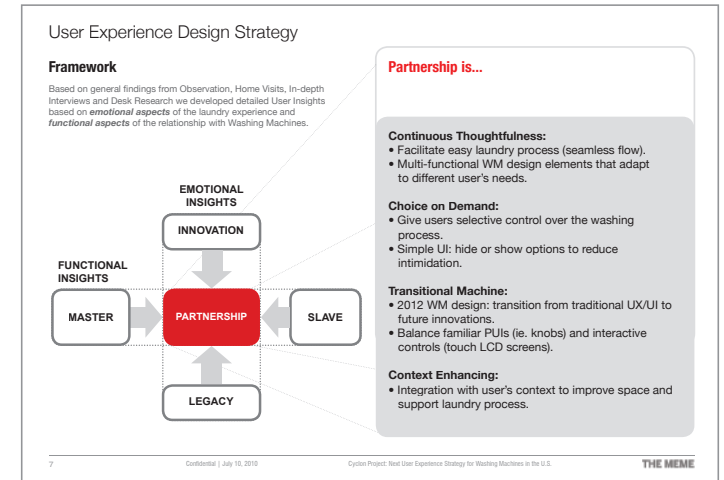 User Experience Design Strategy
Framework
Based on general findings from Observation, Home Visits, In-depth
Interviews and Desk Research we developed detailed User Insights
based on emotional aspects of the laundry experience and
functional aspects of the relationship with Washing Machines.
EMOTIONAL
INSIGHTS
INNOVATION
FUNCTIONAL
INSIGHTS
MASTER
PARTNERSHIP
SLAVE
LEGACY
Partnership is...
Continuous Thoughtfulness:
• Facilitate easy laundry process (seamless flow).
• Multi-functional WM design elements that adapt
to different user's needs.
Choice on Demand:
• Give users selective control over the washing
process.
• Simple UI: hide or show options to reduce
intimidation.
Transitional Machine:
• 2012 WM design: transition from traditional UX/UI to
future innovations.
• Balance familiar PUIs (ie. knobs) and interactive
controls (touch LCD screens).
Context Enhancing:
• Integration with user's context to improve space and
support laundry process.
7
Confidential | July 10, 2010
Cyclon Project: Next User Experience Strategy for Washing Machines in the U.S.
THE MEME